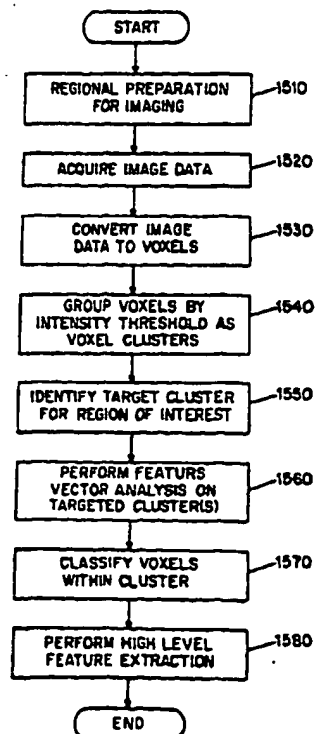 START
REGIONAL PREPARATION
FOR IMAGING
1510
ACQUIRE IMAGE DATA
1520
CONVERT IMAGE
DATA TO VOXELS
1530
GROUP VOXELS BY
INTENSITY THRESHOLD AS
VOXEL CLUSTERS
1540
IDENTIFY TARGET CLUSTER
FOR REGION OF INTEREST
1550
PERFORM FEATURS
VECTOR ANALYSIS ON
TARGETED CLUSTER(S)
1560
CLASSIFY VOXELS
WITHIN CLUSTER
1570
PERFORM HIGH LEVEL
FEATURE EXTRACTION
1580
END